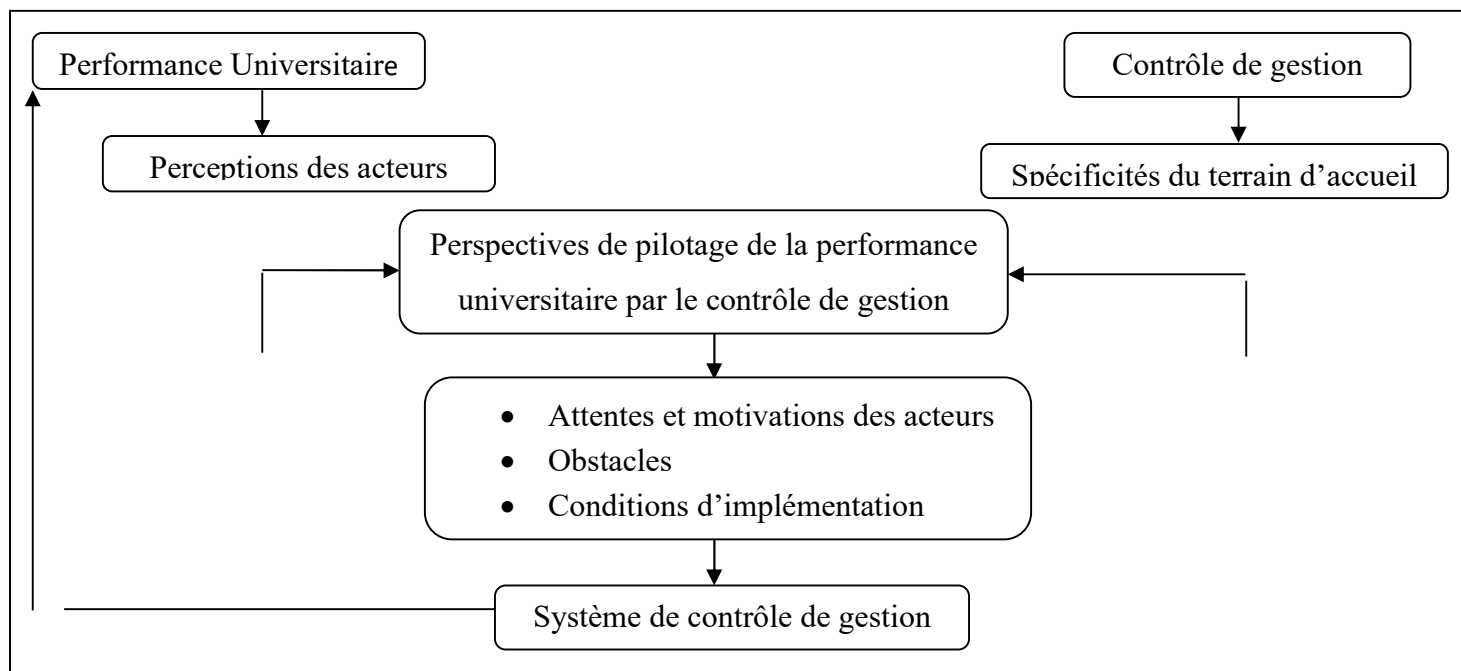 Performance Universitaire
Contrôle de gestion
Perceptions des acteurs
Spécificités du terrain d’accueil
Perspectives de pilotage de la performance
universitaire par le contrôle de gestion
• Attentes et motivations des acteurs
• Obstacles
• Conditions d’implémentation
Système de contrôle de gestion